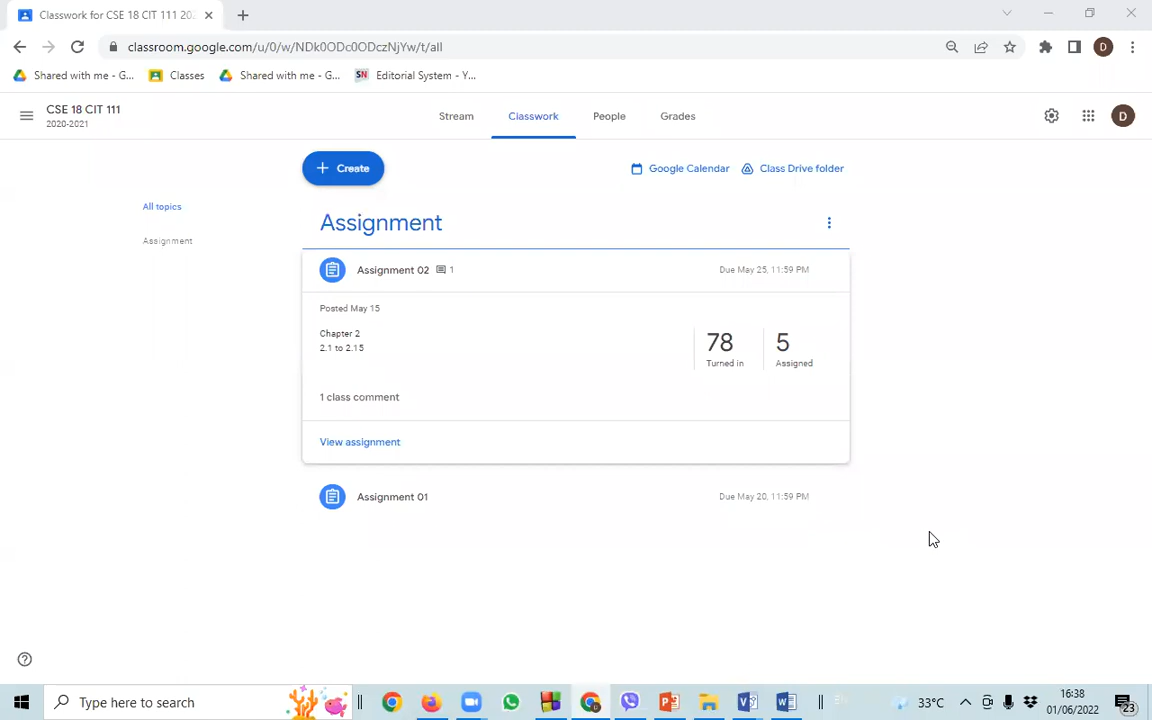 Classwork for CSE 18 CIT 111 202
classroom.google.com/u/0/w/NDk0ODc0ODczNjYw/t/all
D
Shared with me - G...
Classes
Shared with me - G...
SN
Editorial System - Y...
CSE 18 CIT 111
2020-2021
Stream
Classwork
People
Grades
D
Create
Google Calendar
Class Drive folder
All topics
Assignment
Assignment
Assignment 02
1
Due May 25, 11:59 PM
Posted May 15
Chapter 2
2.1 to 2.15
78
Turned in
5
Assigned
1 class comment
View assignment
Assignment 01
Due May 20, 11:59 PM
Type here to search
EN
33°C
16:38
01/06/2022
23